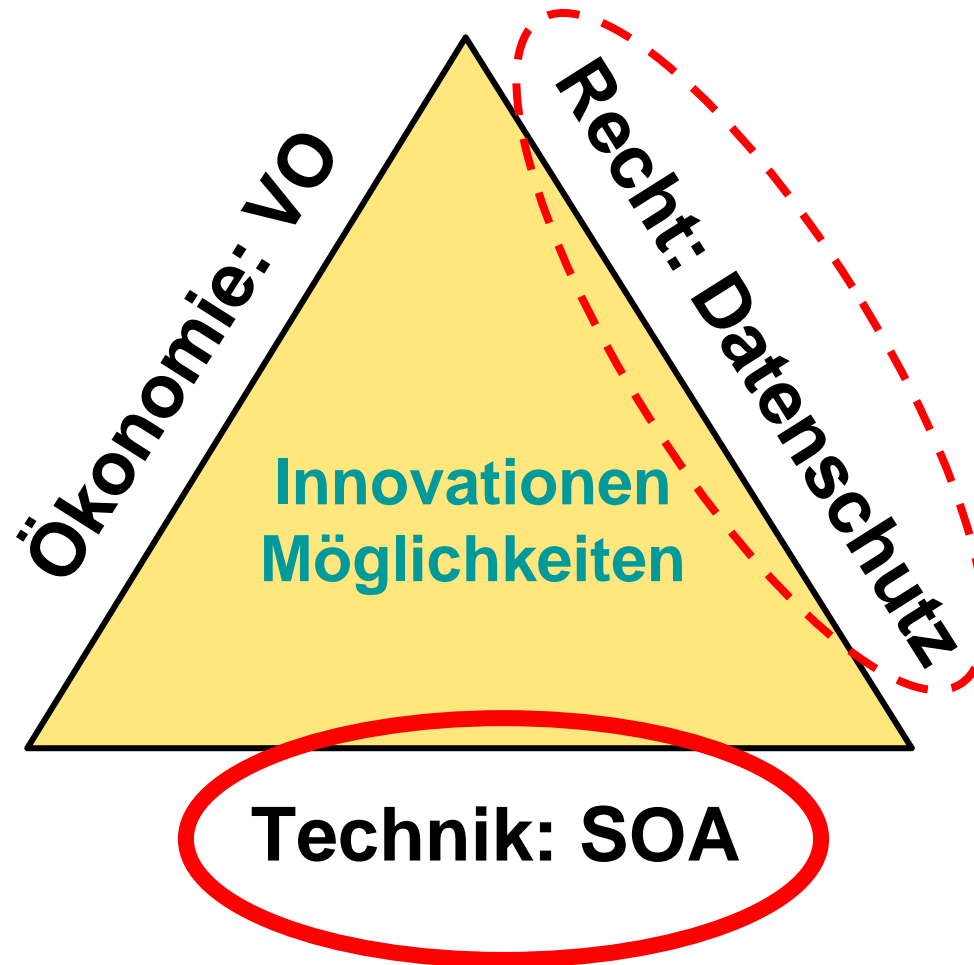 Ökonomie: VO
Recht: Datenschutz
Innovationen
Möglichkeiten
Technik: SOA